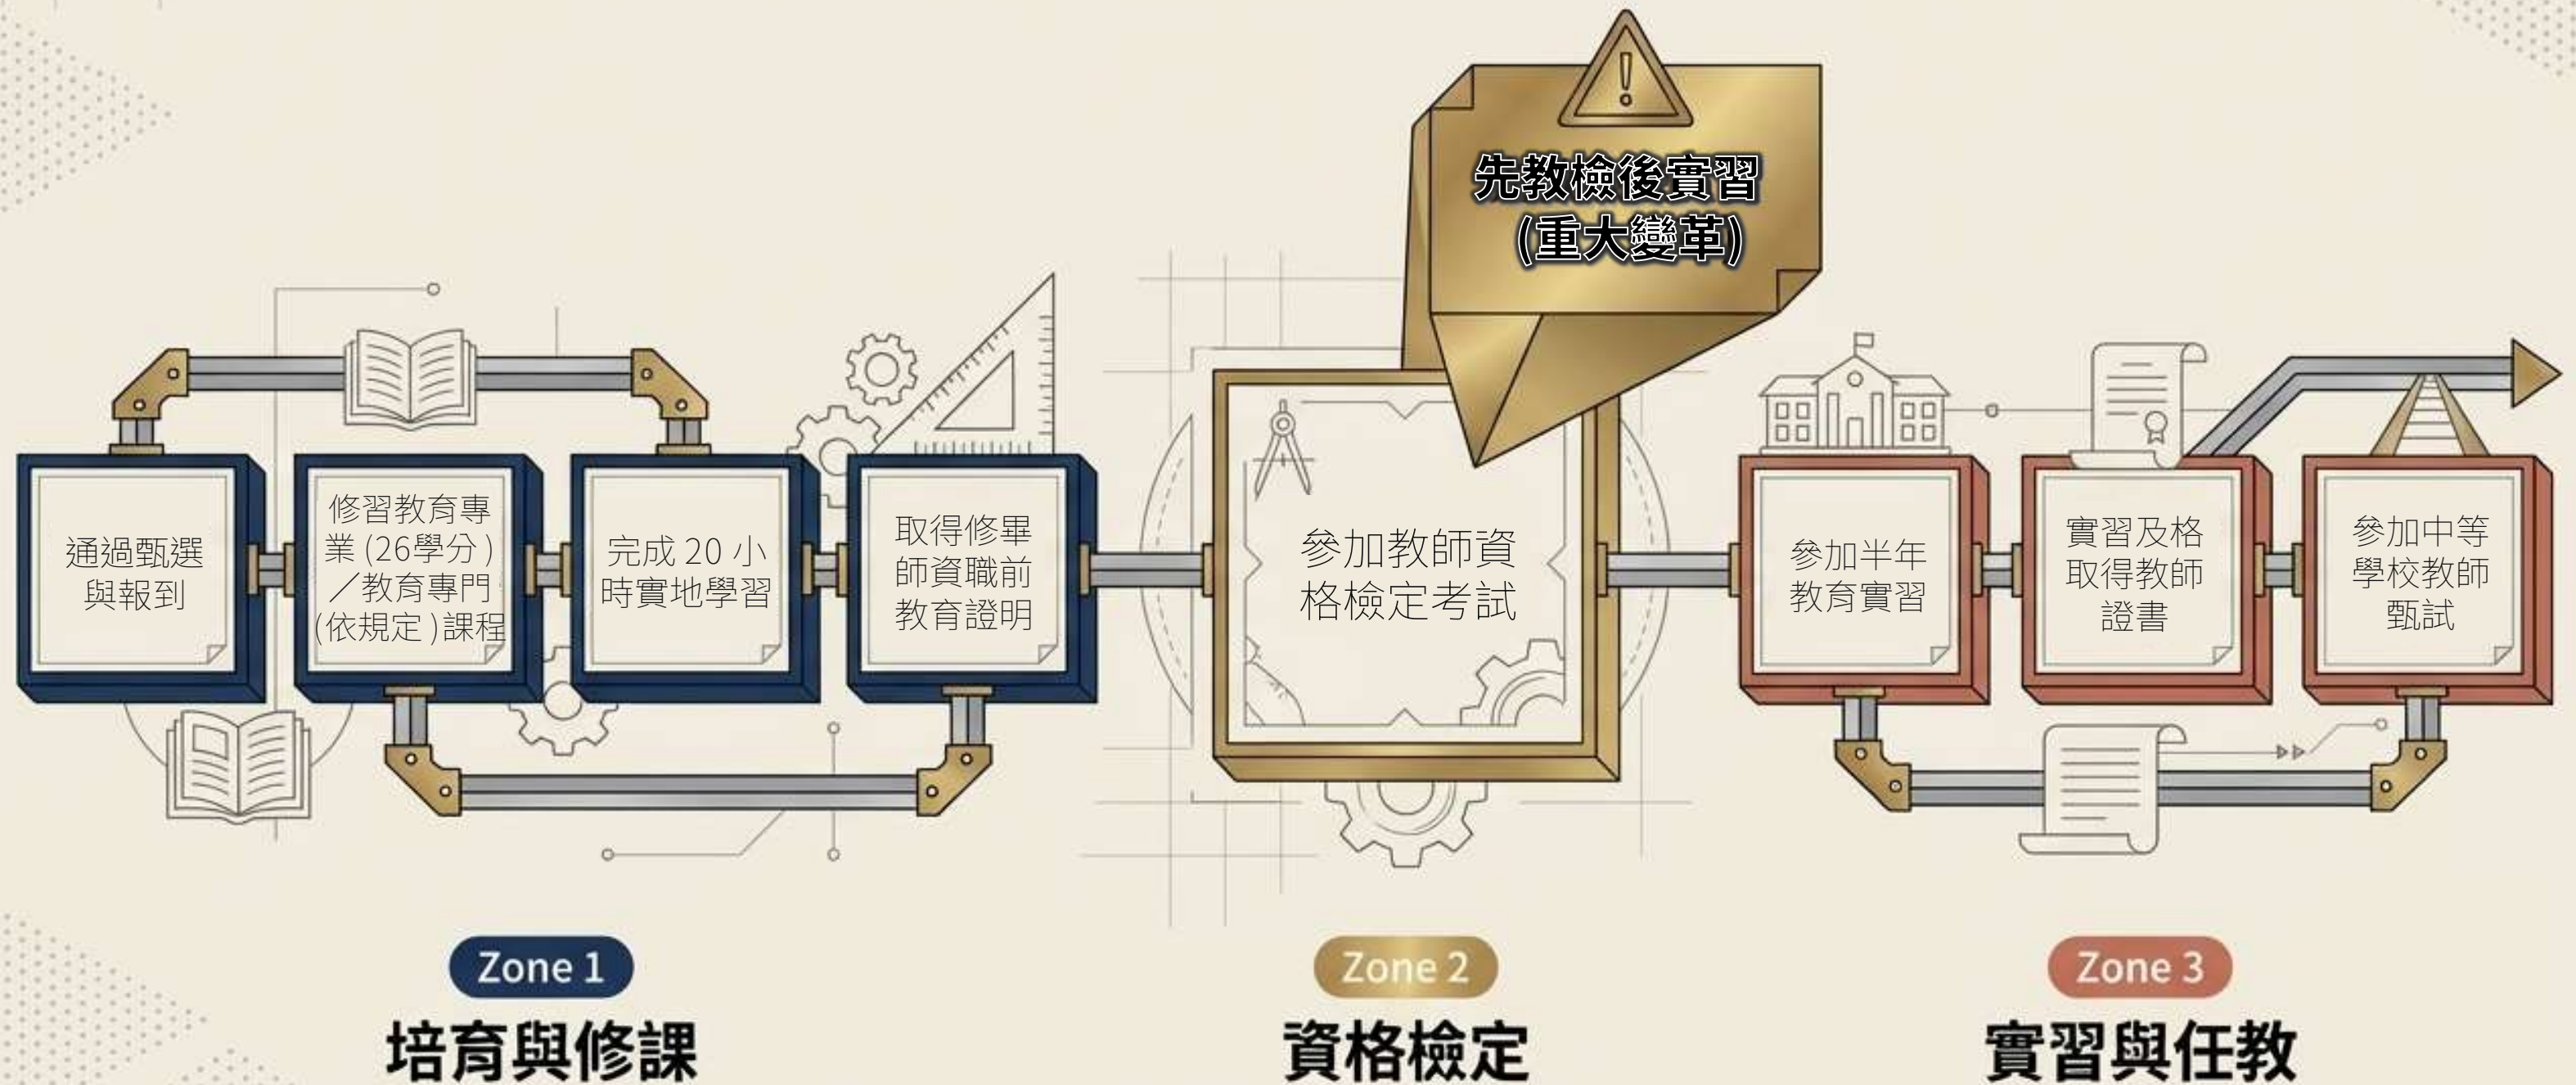 先教檢後實習
(重大變革)
通過甄選
與報到
修習教育專
業(26學分)
／教育專門
(依規定)課程
完成 20 小
時實地學習
取得修畢
師資職前
教育證明
參加教師資
格檢定考試
參加半年
教育實習
實習及格
取得教師
證書
參加中等
學校教師
甄試
Zone 1
培育與修課
Zone 2
資格檢定
Zone 3
實習與任教